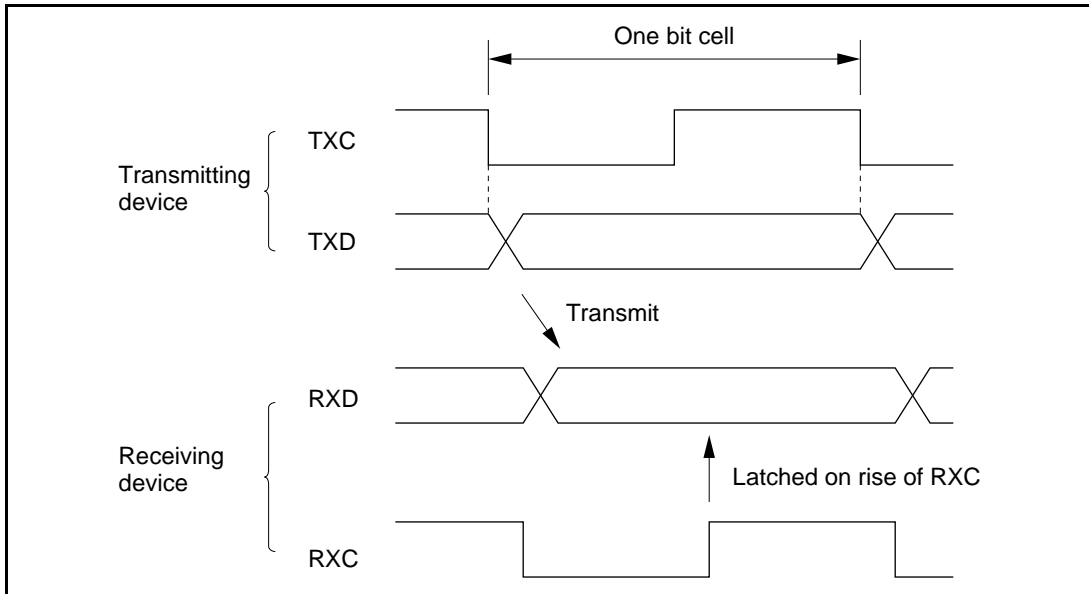 One bit cell
TXC
Transmitting
device
TXD
Transmit
RXD
Receiving
device
Latched on rise of RXC
RXC